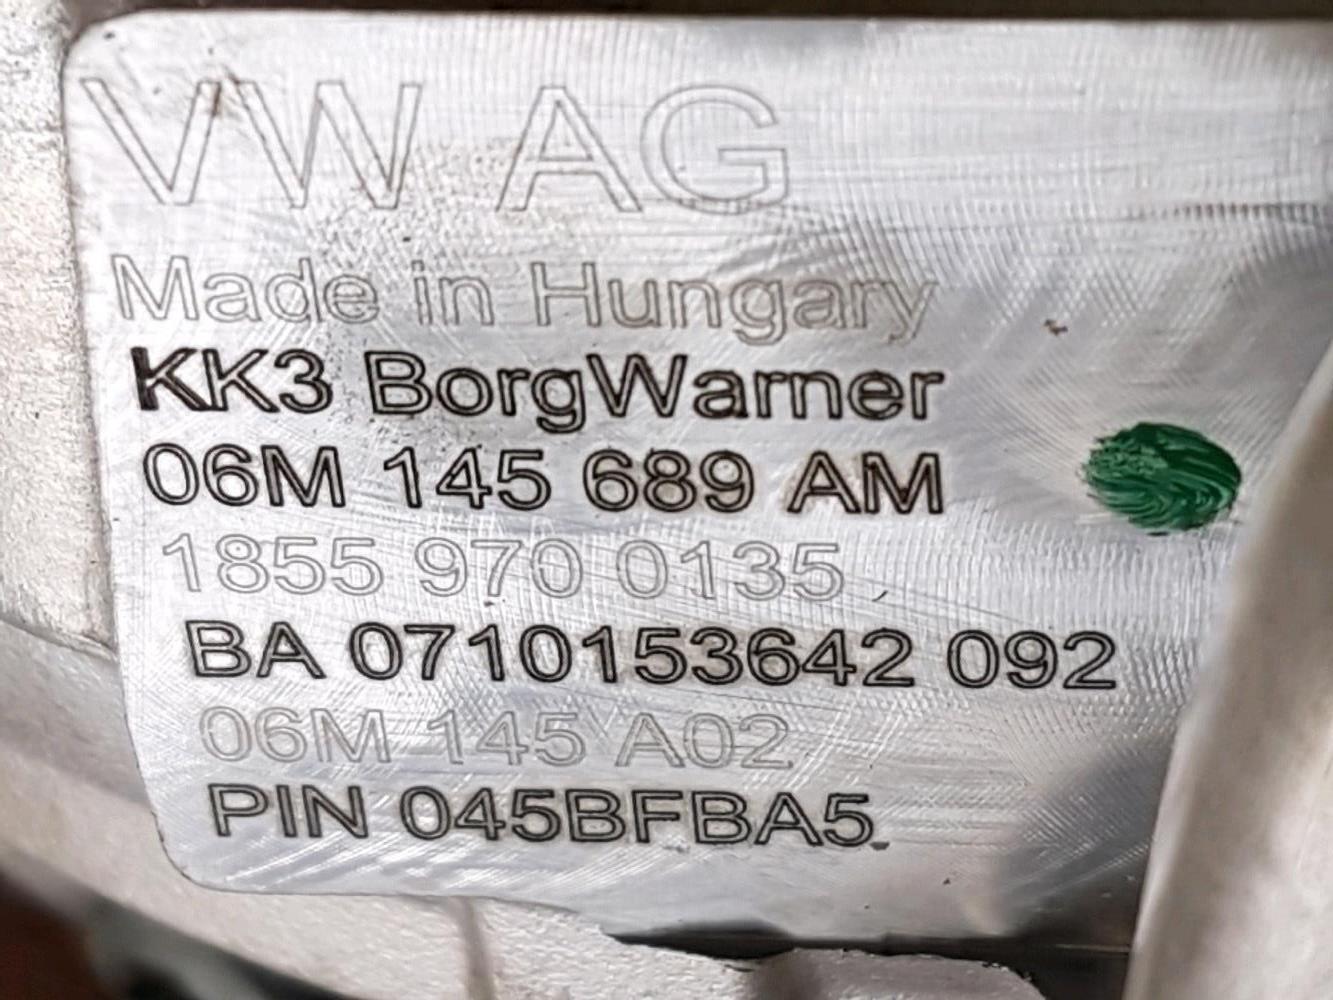 VW AG
Made in Hungary
KK3 BorgWarner
06M 145 689 AM
1855 970 0135
BA 0710153642 092
06M 145 A02
PIN 045BFBA5